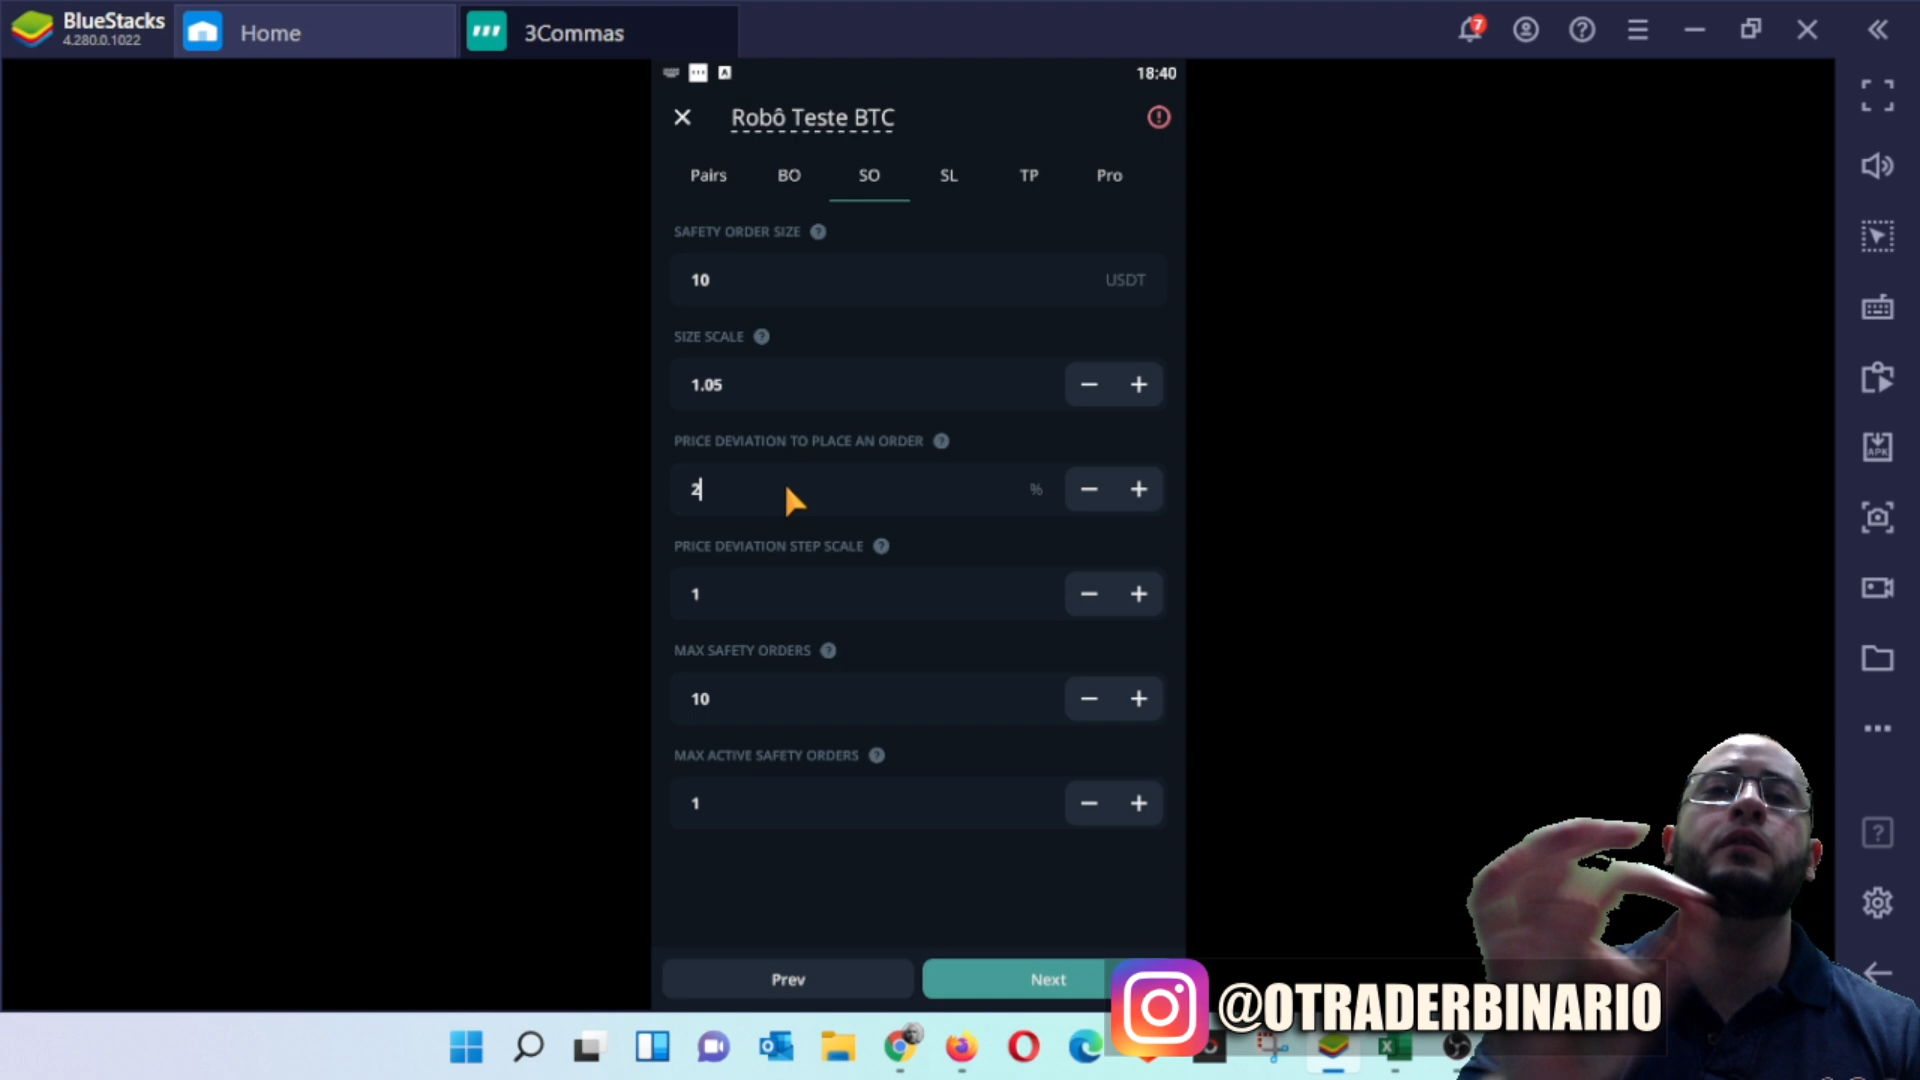 BlueStacks
4.280.0.1022
Home
3Commas
7
18:40
Robô Teste BTC
Pairs BO SO SL TP Pro
SAFETY ORDER SIZE ?
10 USDT
SIZE SCALE ?
1.05 − +
PRICE DEVIATION TO PLACE AN ORDER ?
2 % − +
PRICE DEVIATION STEP SCALE ?
1 − +
MAX SAFETY ORDERS ?
10 − +
MAX ACTIVE SAFETY ORDERS ?
1 − +
Prev Next
@OTRADERBINARIO
APK